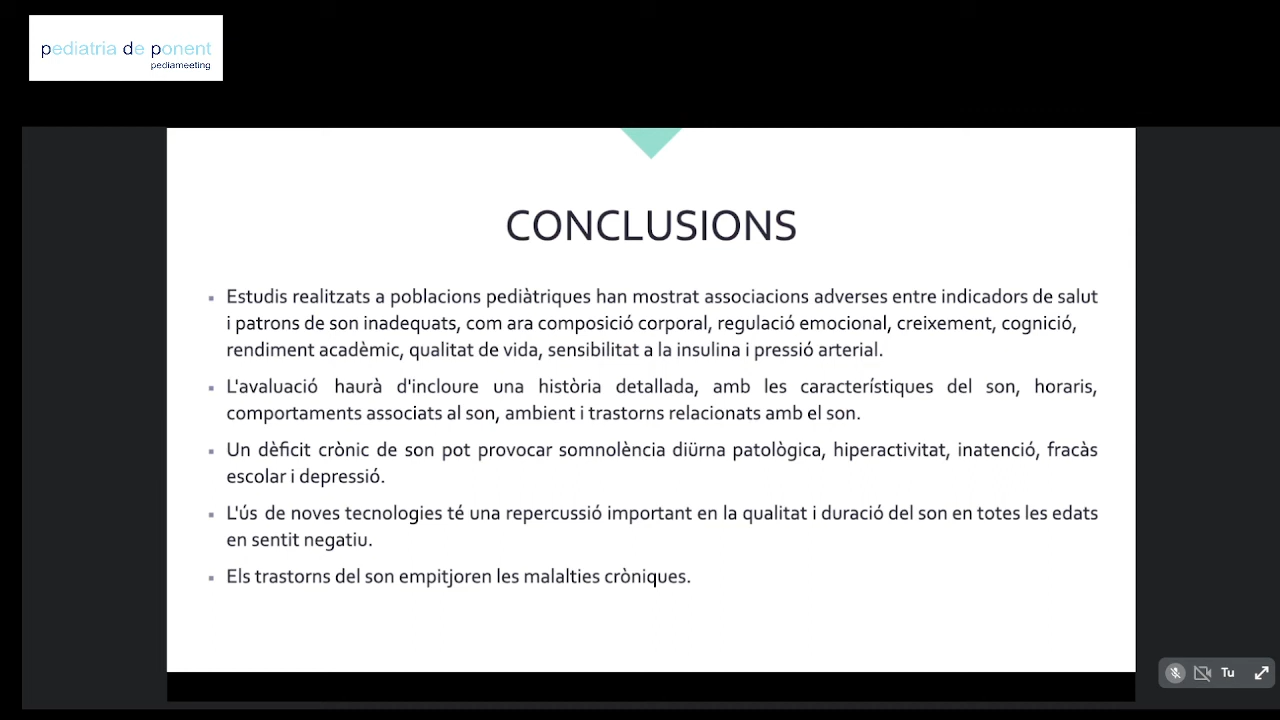 pediatria de ponent
pediameeting
CONCLUSIONS
▪ Estudis realitzats a poblacions pediàtriques han mostrat associacions adverses entre indicadors de salut
i patrons de son inadequats, com ara composició corporal, regulació emocional, creixement, cognició,
rendiment acadèmic, qualitat de vida, sensibilitat a la insulina i pressió arterial.
▪ L'avaluació haurà d'incloure una història detallada, amb les característiques del son, horaris,
comportaments associats al son, ambient i trastorns relacionats amb el son.
▪ Un dèficit crònic de son pot provocar somnolència diürna patològica, hiperactivitat, inatenció, fracàs
escolar i depressió.
▪ L'ús de noves tecnologies té una repercussió important en la qualitat i duració del son en totes les edats
en sentit negatiu.
▪ Els trastorns del son empitjoren les malalties cròniques.
Tu